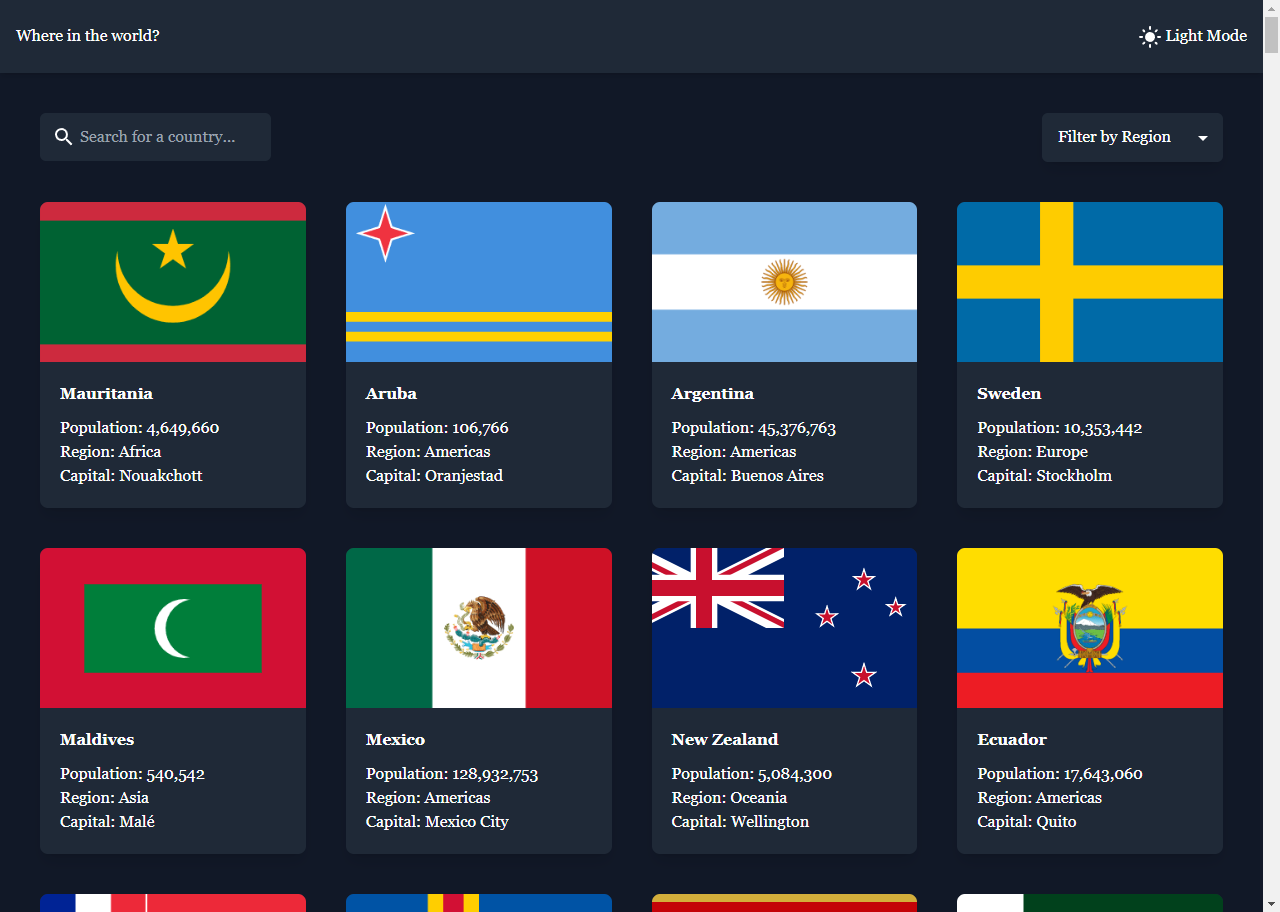 Where in the world?
Light Mode
Search for a country...
Filter by Region
Mauritania
Population: 4,649,660
Region: Africa
Capital: Nouakchott
Aruba
Population: 106,766
Region: Americas
Capital: Oranjestad
Argentina
Population: 45,376,763
Region: Americas
Capital: Buenos Aires
Sweden
Population: 10,353,442
Region: Europe
Capital: Stockholm
Maldives
Population: 540,542
Region: Asia
Capital: Malé
Mexico
Population: 128,932,753
Region: Americas
Capital: Mexico City
New Zealand
Population: 5,084,300
Region: Oceania
Capital: Wellington
Ecuador
Population: 17,643,060
Region: Americas
Capital: Quito